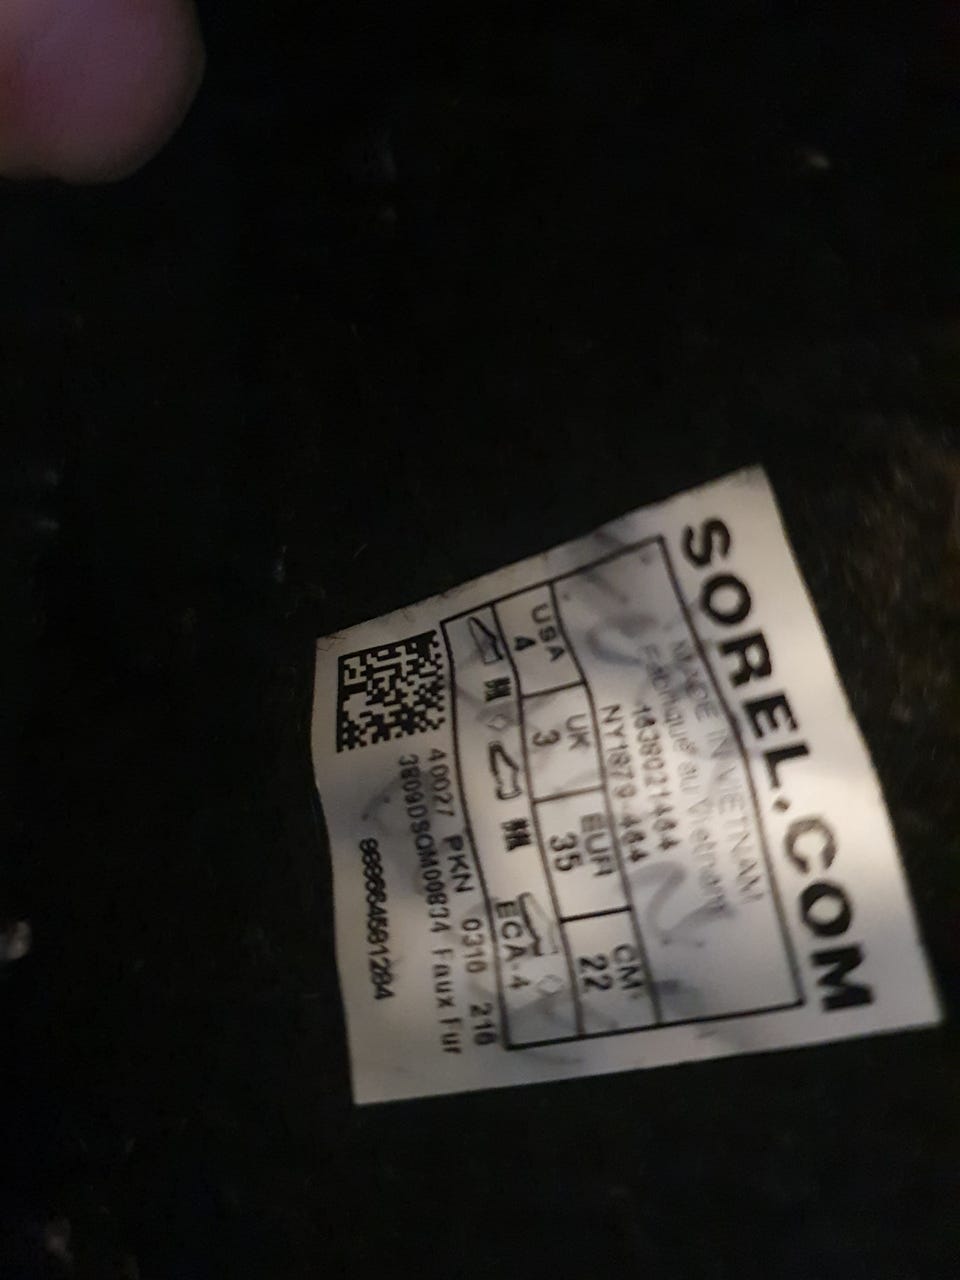 SOREL.COM
MADE IN VIETNAM
Fabriqué au Vietnam
1638021464
NY1879-464
USA UK EUR CM
4 3 35 22
ECA-4
40027 PKN 0316 216
Faux Fur